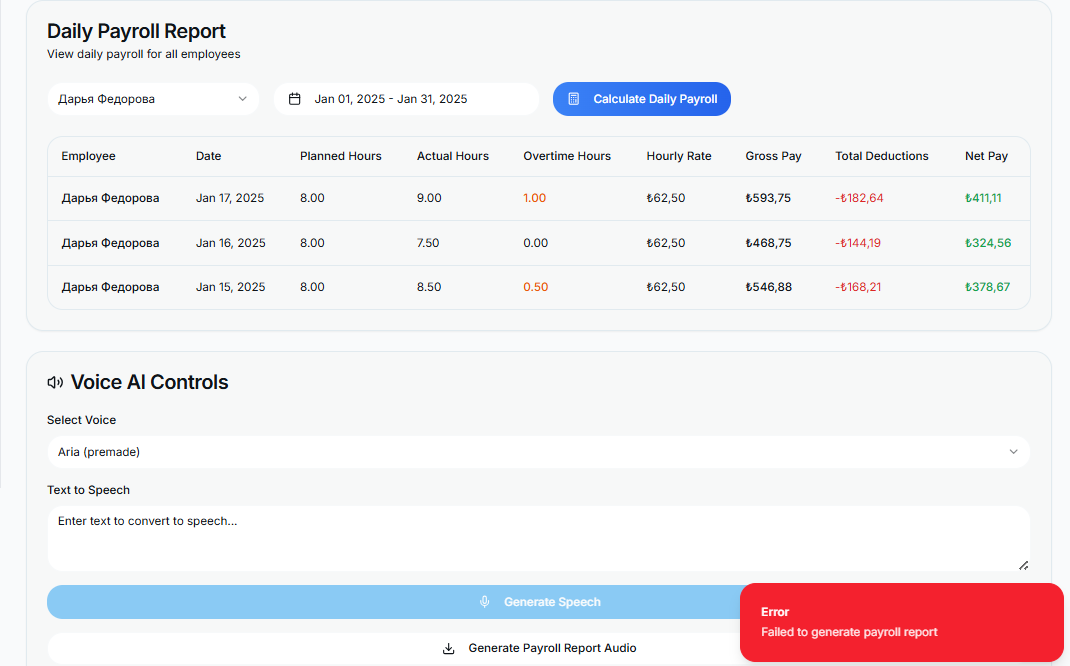 Daily Payroll Report
View daily payroll for all employees
Дарья Федорова
Jan 01, 2025 - Jan 31, 2025
Calculate Daily Payroll
Employee Date Planned Hours Actual Hours Overtime Hours Hourly Rate Gross Pay Total Deductions Net Pay
Дарья Федорова Jan 17, 2025 8.00 9.00 1.00 ₺62,50 ₺593,75 -₺182,64 ₺411,11
Дарья Федорова Jan 16, 2025 8.00 7.50 0.00 ₺62,50 ₺468,75 -₺144,19 ₺324,56
Дарья Федорова Jan 15, 2025 8.00 8.50 0.50 ₺62,50 ₺546,88 -₺168,21 ₺378,67
Voice AI Controls
Select Voice
Aria (premade)
Text to Speech
Enter text to convert to speech...
Generate Speech
Generate Payroll Report Audio
Error
Failed to generate payroll report